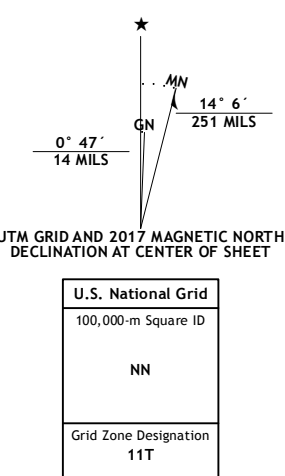 ★
MN
14° 6´
251 MILS
GN
0° 47´
14 MILS
UTM GRID AND 2017 MAGNETIC NORTH
DECLINATION AT CENTER OF SHEET
U.S. National Grid
100,000-m Square ID
NN
Grid Zone Designation
11T